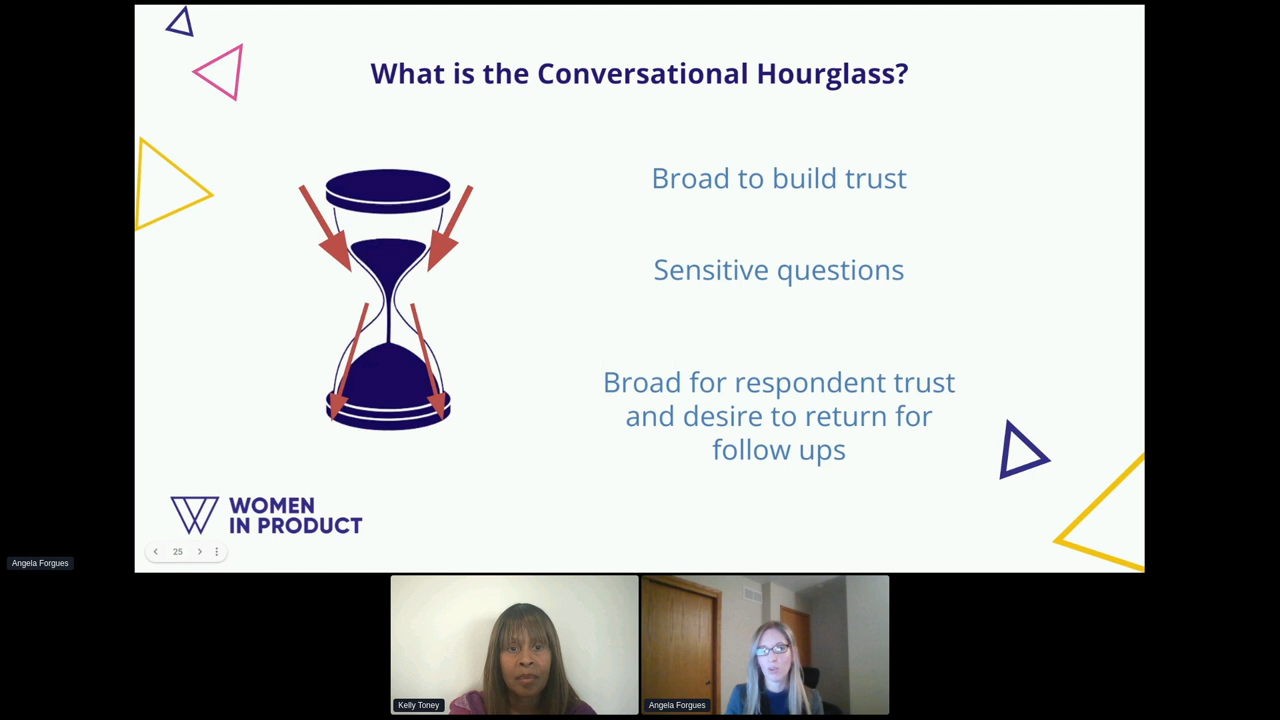 What is the Conversational Hourglass?
Broad to build trust
Sensitive questions
Broad for respondent trust
and desire to return for
follow ups
WOMEN
IN PRODUCT
25
Angela Forgues
Kelly Toney
Angela Forgues